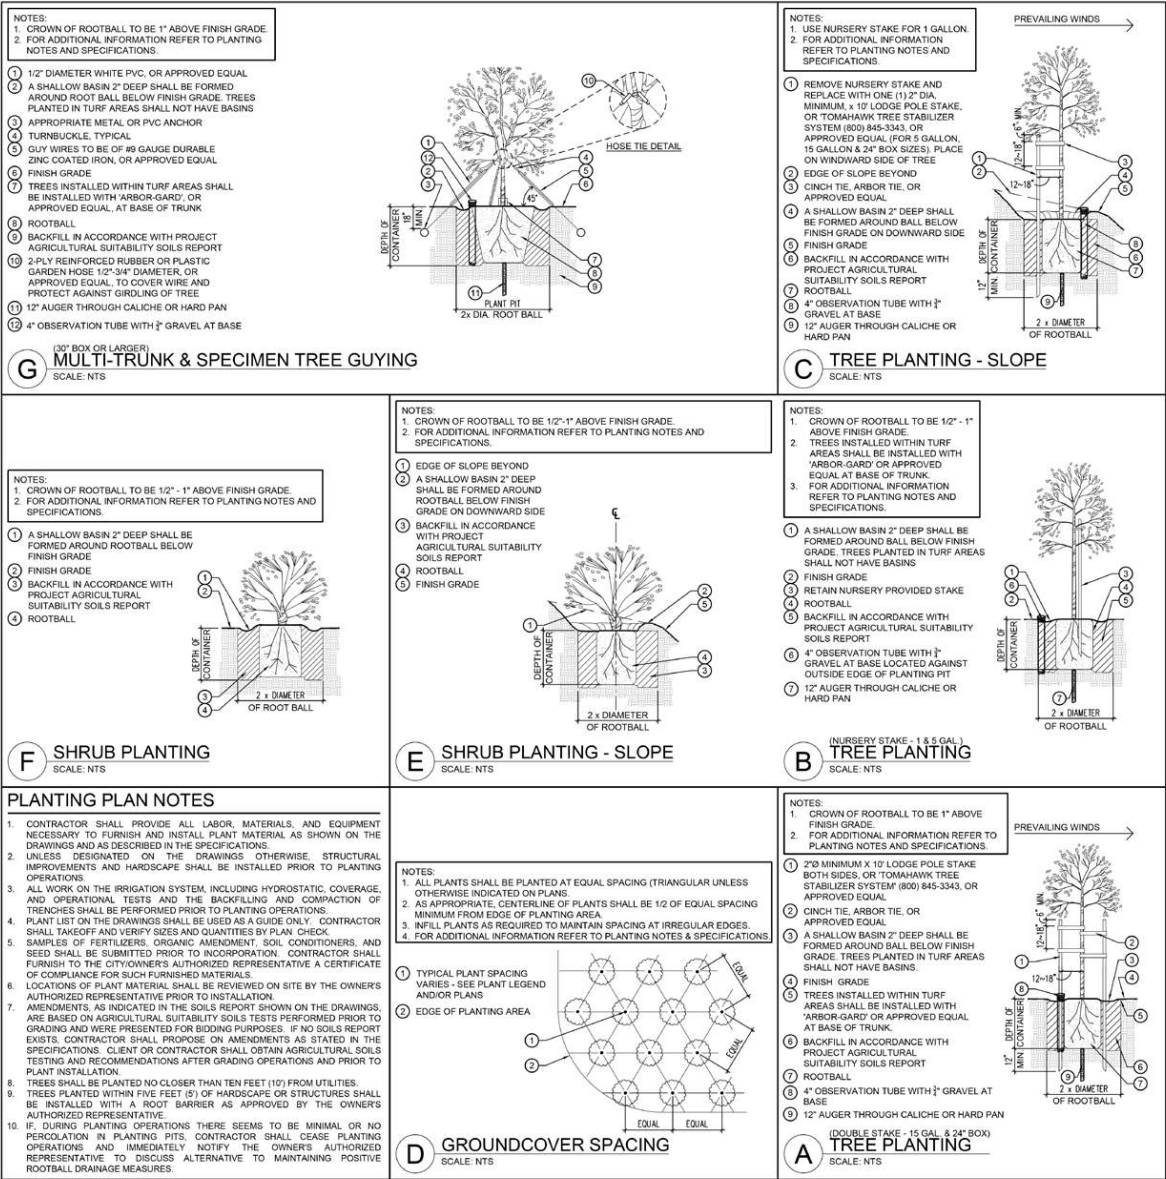 NOTES:
1. CROWN OF ROOTBALL TO BE 1" ABOVE FINISH GRADE.
2. FOR ADDITIONAL INFORMATION REFER TO PLANTING
NOTES AND SPECIFICATIONS.
1 1/2" DIAMETER WHITE PVC, OR APPROVED EQUAL
2 A SHALLOW BASIN 2" DEEP SHALL BE FORMED
AROUND ROOT BALL BELOW FINISH GRADE. TREES
PLANTED IN TURF AREAS SHALL NOT HAVE BASINS
3 APPROPRIATE METAL OR PVC ANCHOR
4 TURNBUCKLE, TYPICAL
5 GUY WIRES TO BE OF #9 GAUGE DURABLE
ZINC COATED IRON, OR APPROVED EQUAL
6 FINISH GRADE
7 TREES INSTALLED WITHIN TURF AREAS SHALL
BE INSTALLED WITH 'ARBOR-GARD', OR
APPROVED EQUAL, AT BASE OF TRUNK
8 ROOTBALL
9 BACKFILL IN ACCORDANCE WITH PROJECT
AGRICULTURAL SUITABILITY SOILS REPORT
10 2-PLY REINFORCED RUBBER OR PLASTIC
GARDEN HOSE 1/2"-3/4" DIAMETER, OR
APPROVED EQUAL, TO COVER WIRE AND
PROTECT AGAINST GIRDLING OF TREE
11 12" AUGER THROUGH CALICHE OR HARD PAN
12 4" OBSERVATION TUBE WITH ¾" GRAVEL AT BASE
10
HOSE TIE DETAIL
1
12
2
3
4
5
6
45°
18"
MIN.
DEPTH OF
CONTAINER
7
8
9
11
PLANT PIT
2x DIA. ROOT BALL
(30" BOX OR LARGER)
G MULTI-TRUNK & SPECIMEN TREE GUYING
SCALE: NTS
NOTES:
1. USE NURSERY STAKE FOR 1 GALLON.
2. FOR ADDITIONAL INFORMATION
REFER TO PLANTING NOTES AND
SPECIFICATIONS.
1 REMOVE NURSERY STAKE AND
REPLACE WITH ONE (1) 2" DIA,
MINIMUM, x 10' LODGE POLE STAKE,
OR 'TOMAHAWK TREE STABILIZER
SYSTEM (800) 845-3343, OR
APPROVED EQUAL (FOR 5 GALLON,
15 GALLON & 24" BOX SIZES). PLACE
ON WINDWARD SIDE OF TREE
2 EDGE OF SLOPE BEYOND
3 CINCH TIE, ARBOR TIE, OR
APPROVED EQUAL
4 A SHALLOW BASIN 2" DEEP SHALL
BE FORMED AROUND BALL BELOW
FINISH GRADE ON DOWNWARD SIDE
5 FINISH GRADE
6 BACKFILL IN ACCORDANCE WITH
PROJECT AGRICULTURAL
SUITABILITY SOILS REPORT
7 ROOTBALL
8 4" OBSERVATION TUBE WITH ¾"
GRAVEL AT BASE
9 12" AUGER THROUGH CALICHE OR
HARD PAN
PREVAILING WINDS
6" MIN.
12~18"
12~18"
1
2
3
4
5
8
6
7
9
DEPTH OF
CONTAINER
12"
MIN.
2 x DIAMETER
OF ROOTBALL
C TREE PLANTING - SLOPE
SCALE: NTS
NOTES:
1. CROWN OF ROOTBALL TO BE 1/2" - 1" ABOVE FINISH GRADE.
2. FOR ADDITIONAL INFORMATION REFER TO PLANTING NOTES AND
SPECIFICATIONS.
1 A SHALLOW BASIN 2" DEEP SHALL BE
FORMED AROUND ROOTBALL BELOW
FINISH GRADE
2 FINISH GRADE
3 BACKFILL IN ACCORDANCE WITH
PROJECT AGRICULTURAL
SUITABILITY SOILS REPORT
4 ROOTBALL
1
2
DEPTH OF
CONTAINER
3
4
2 x DIAMETER
OF ROOT BALL
F SHRUB PLANTING
SCALE: NTS
NOTES:
1. CROWN OF ROOTBALL TO BE 1/2"-1" ABOVE FINISH GRADE.
2. FOR ADDITIONAL INFORMATION REFER TO PLANTING NOTES AND
SPECIFICATIONS.
1 EDGE OF SLOPE BEYOND
2 A SHALLOW BASIN 2" DEEP
SHALL BE FORMED AROUND
ROOTBALL BELOW FINISH
GRADE ON DOWNWARD SIDE
3 BACKFILL IN ACCORDANCE
WITH PROJECT
AGRICULTURAL SUITABILITY
SOILS REPORT
4 ROOTBALL
5 FINISH GRADE
℄
1
2
5
DEPTH OF
CONTAINER
4
3
2 x DIAMETER
OF ROOTBALL
E SHRUB PLANTING - SLOPE
SCALE: NTS
NOTES:
1. CROWN OF ROOTBALL TO BE 1/2" - 1"
ABOVE FINISH GRADE.
2. TREES INSTALLED WITHIN TURF
AREAS SHALL BE INSTALLED WITH
'ARBOR-GARD' OR APPROVED
EQUAL AT BASE OF TRUNK.
3. FOR ADDITIONAL INFORMATION
REFER TO PLANTING NOTES AND
SPECIFICATIONS.
1 A SHALLOW BASIN 2" DEEP SHALL BE
FORMED AROUND BALL BELOW FINISH
GRADE. TREES PLANTED IN TURF AREAS
SHALL NOT HAVE BASINS
2 FINISH GRADE
3 RETAIN NURSERY PROVIDED STAKE
4 ROOTBALL
5 BACKFILL IN ACCORDANCE WITH
PROJECT AGRICULTURAL SUITABILITY
SOILS REPORT
6 4" OBSERVATION TUBE WITH ¾"
GRAVEL AT BASE LOCATED AGAINST
OUTSIDE EDGE OF PLANTING PIT
7 12" AUGER THROUGH CALICHE OR
HARD PAN
1
6
2
3
4
5
DEPTH OF
CONTAINER
7
2 x DIAMETER
OF ROOTBALL
(NURSERY STAKE - 1 & 5 GAL.)
B TREE PLANTING
SCALE: NTS
PLANTING PLAN NOTES
1. CONTRACTOR SHALL PROVIDE ALL LABOR, MATERIALS, AND EQUIPMENT
NECESSARY TO FURNISH AND INSTALL PLANT MATERIAL AS SHOWN ON THE
DRAWINGS AND AS DESCRIBED IN THE SPECIFICATIONS.
2. UNLESS DESIGNATED ON THE DRAWINGS OTHERWISE, STRUCTURAL
IMPROVEMENTS AND HARDSCAPE SHALL BE INSTALLED PRIOR TO PLANTING
OPERATIONS.
3. ALL WORK ON THE IRRIGATION SYSTEM, INCLUDING HYDROSTATIC, COVERAGE,
AND OPERATIONAL TESTS AND THE BACKFILLING AND COMPACTION OF
TRENCHES SHALL BE PERFORMED PRIOR TO PLANTING OPERATIONS.
4. PLANT LIST ON THE DRAWINGS SHALL BE USED AS A GUIDE ONLY. CONTRACTOR
SHALL TAKEOFF AND VERIFY SIZES AND QUANTITIES BY PLAN CHECK.
5. SAMPLES OF FERTILIZERS, ORGANIC AMENDMENT, SOIL CONDITIONERS, AND
SEED SHALL BE SUBMITTED PRIOR TO INCORPORATION. CONTRACTOR SHALL
FURNISH TO THE CITY/OWNER'S AUTHORIZED REPRESENTATIVE A CERTIFICATE
OF COMPLIANCE FOR SUCH FURNISHED MATERIALS.
6. LOCATIONS OF PLANT MATERIAL SHALL BE REVIEWED ON SITE BY THE OWNER'S
AUTHORIZED REPRESENTATIVE PRIOR TO INSTALLATION.
7. AMENDMENTS, AS INDICATED IN THE SOILS REPORT SHOWN ON THE DRAWINGS,
ARE BASED ON AGRICULTURAL SUITABILITY SOILS TESTS PERFORMED PRIOR TO
GRADING AND WERE PRESENTED FOR BIDDING PURPOSES. IF NO SOILS REPORT
EXISTS, CONTRACTOR SHALL PROPOSE ON AMENDMENTS AS STATED IN THE
SPECIFICATIONS. CLIENT OR CONTRACTOR SHALL OBTAIN AGRICULTURAL SOILS
TESTING AND RECOMMENDATIONS AFTER GRADING OPERATIONS AND PRIOR TO
PLANT INSTALLATION.
8. TREES SHALL BE PLANTED NO CLOSER THAN TEN FEET (10') FROM UTILITIES.
9. TREES PLANTED WITHIN FIVE FEET (5') OF HARDSCAPE OR STRUCTURES SHALL
BE INSTALLED WITH A ROOT BARRIER AS APPROVED BY THE OWNER'S
AUTHORIZED REPRESENTATIVE.
10. IF, DURING PLANTING OPERATIONS THERE SEEMS TO BE MINIMAL OR NO
PERCOLATION IN PLANTING PITS, CONTRACTOR SHALL CEASE PLANTING
OPERATIONS AND IMMEDIATELY NOTIFY THE OWNER'S AUTHORIZED
REPRESENTATIVE TO DISCUSS ALTERNATIVE TO MAINTAINING POSITIVE
ROOTBALL DRAINAGE MEASURES.
NOTES:
1. ALL PLANTS SHALL BE PLANTED AT EQUAL SPACING (TRIANGULAR UNLESS
OTHERWISE INDICATED ON PLANS.
2. AS APPROPRIATE, CENTERLINE OF PLANTS SHALL BE 1/2 OF EQUAL SPACING
MINIMUM FROM EDGE OF PLANTING AREA.
3. INFILL PLANTS AS REQUIRED TO MAINTAIN SPACING AT IRREGULAR EDGES.
4. FOR ADDITIONAL INFORMATION REFER TO PLANTING NOTES & SPECIFICATIONS.
1 TYPICAL PLANT SPACING
VARIES - SEE PLANT LEGEND
AND/OR PLANS
2 EDGE OF PLANTING AREA
EQUAL
EQUAL
1
2
EQUAL EQUAL
D GROUNDCOVER SPACING
SCALE: NTS
NOTES:
1. CROWN OF ROOTBALL TO BE 1" ABOVE
FINISH GRADE.
2. FOR ADDITIONAL INFORMATION REFER TO
PLANTING NOTES AND SPECIFICATIONS.
1 2"Ø MINIMUM X 10' LODGE POLE STAKE
BOTH SIDES, OR 'TOMAHAWK TREE
STABILIZER SYSTEM' (800) 845-3343, OR
APPROVED EQUAL
2 CINCH TIE, ARBOR TIE, OR
APPROVED EQUAL
3 A SHALLOW BASIN 2" DEEP SHALL BE
FORMED AROUND BALL BELOW FINISH
GRADE. TREES PLANTED IN TURF AREAS
SHALL NOT HAVE BASINS.
4 FINISH GRADE
5 TREES INSTALLED WITHIN TURF
AREAS SHALL BE INSTALLED WITH
'ARBOR-GARD' OR APPROVED EQUAL
AT BASE OF TRUNK.
6 BACKFILL IN ACCORDANCE WITH
PROJECT AGRICULTURAL
SUITABILITY SOILS REPORT
7 ROOTBALL
8 4" OBSERVATION TUBE WITH ¾" GRAVEL AT
BASE
9 12" AUGER THROUGH CALICHE OR HARD PAN
PREVAILING WINDS
6" MIN.
12~18"
12~18"
1
8
2
3
4
5
6
7
9
DEPTH OF
CONTAINER
12"
MIN
2 x DIAMETER
OF ROOTBALL
(DOUBLE STAKE - 15 GAL. & 24" BOX)
A TREE PLANTING
SCALE: NTS